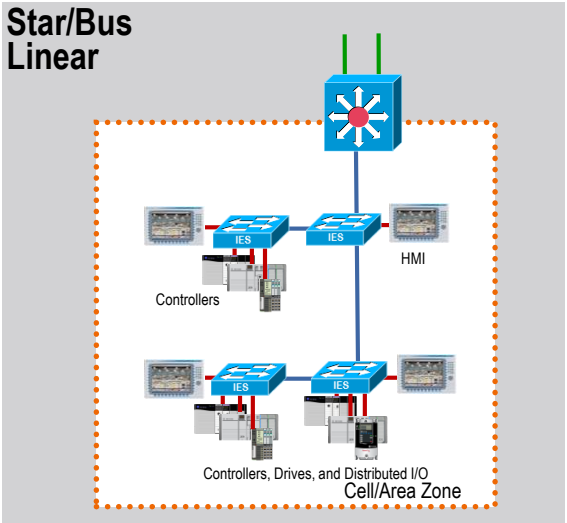 Star/Bus
Linear
IES
IES
HMI
Controllers
IES
IES
Controllers, Drives, and Distributed I/O
Cell/Area Zone